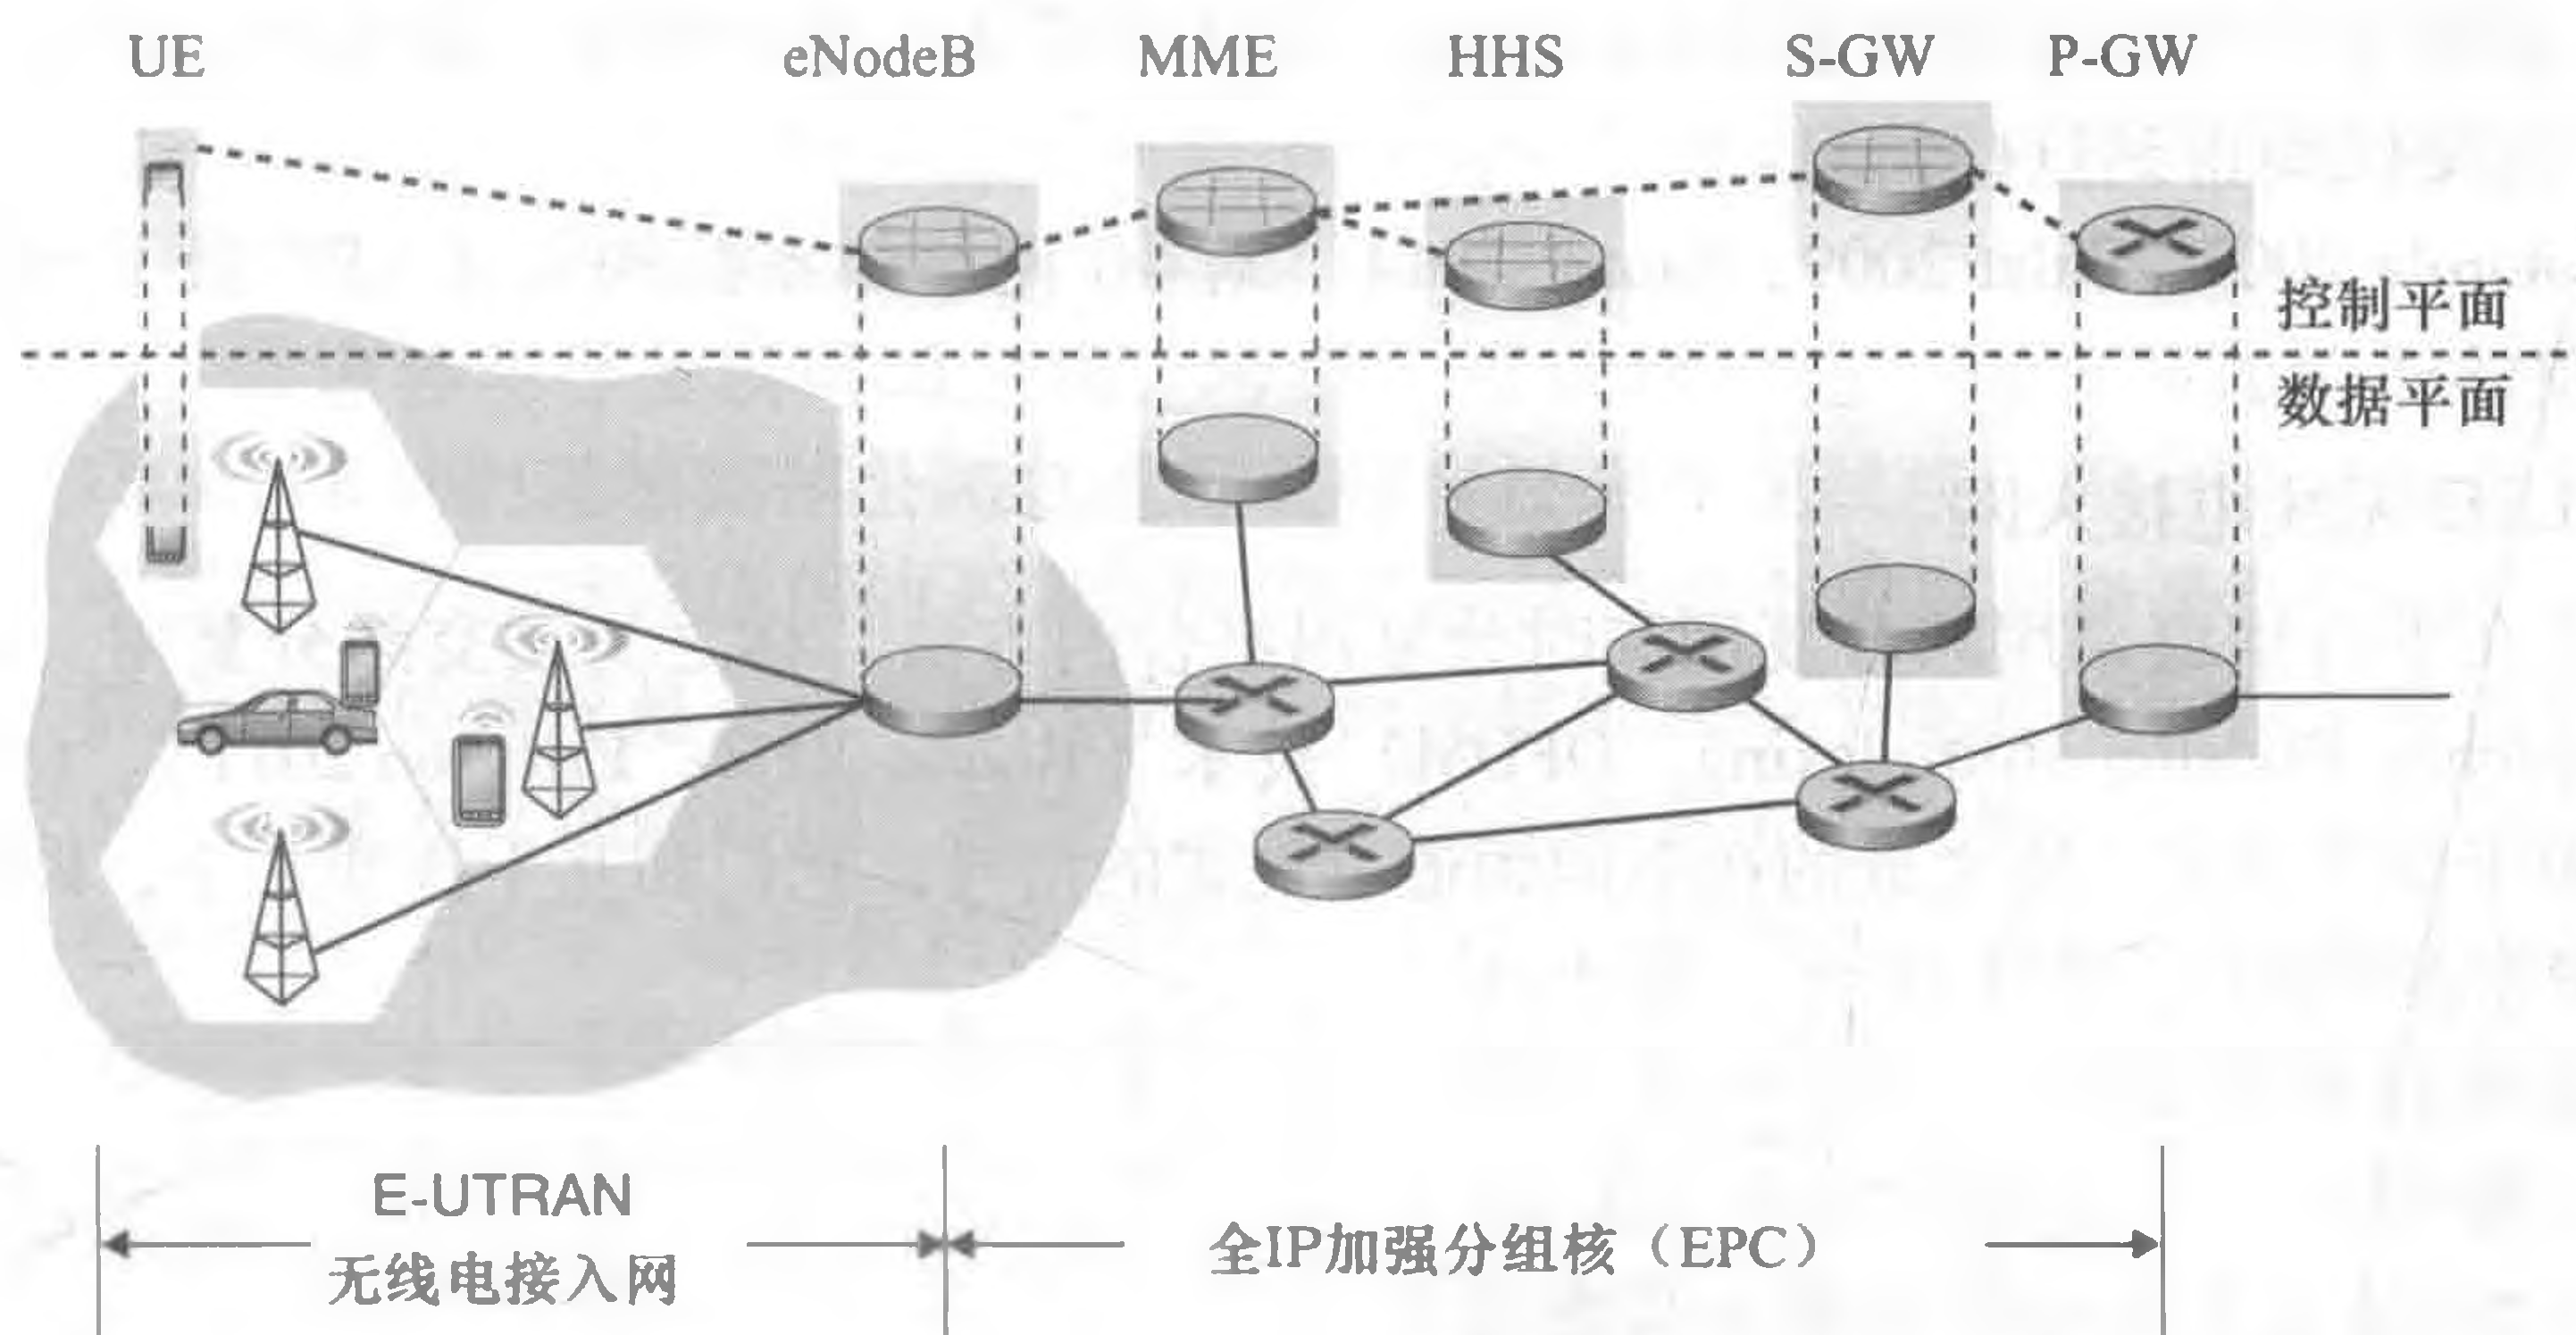 UE
eNodeB
MME
HHS
S-GW
P-GW
控制平面
数据平面
E-UTRAN
无线电接入网
全IP加强分组核（EPC）